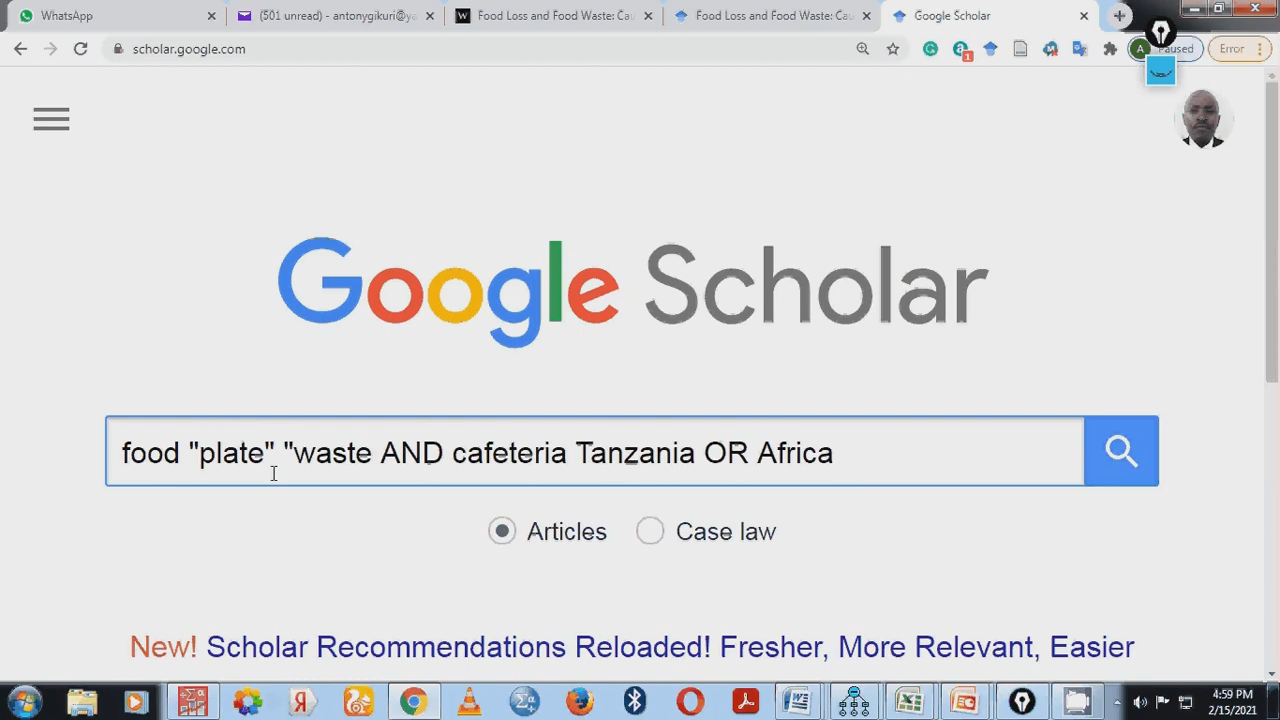 WhatsApp
(501 unread) - antonygikuri@ya
Food Loss and Food Waste: Cau
Food Loss and Food Waste: Cau
Google Scholar
scholar.google.com
1
A
Paused
Error
Google Scholar
food "plate" "waste AND cafeteria Tanzania OR Africa
Articles
Case law
New! Scholar Recommendations Reloaded! Fresher, More Relevant, Easier
4:59 PM
2/15/2021